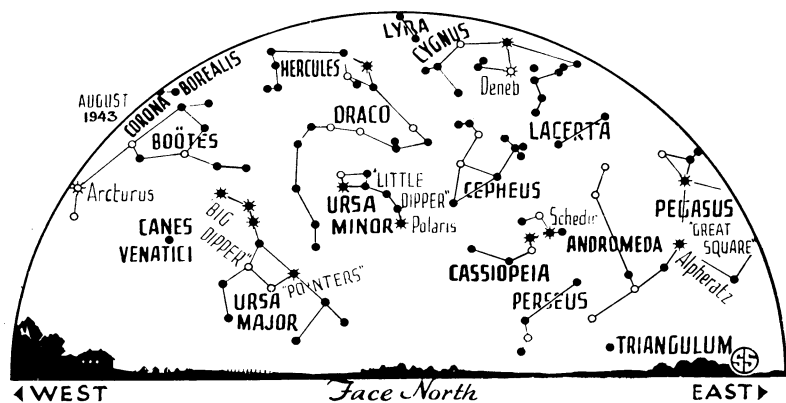 LYRA
CYGNUS
HERCULES
BOREALIS
CORONA
AUGUST
1943
Deneb
DRACO
LACERTA
BOÖTES
Arcturus
"LITTLE
DIPPER"
CEPHEUS
URSA
MINOR
Polaris
PEGASUS
"GREAT
SQUARE"
"BIG
DIPPER"
CANES
VENATICI
Schedir
ANDROMEDA
Alpheratz
CASSIOPEIA
"POINTERS"
URSA
MAJOR
PERSEUS
TRIANGULUM
WEST
Face North
EAST